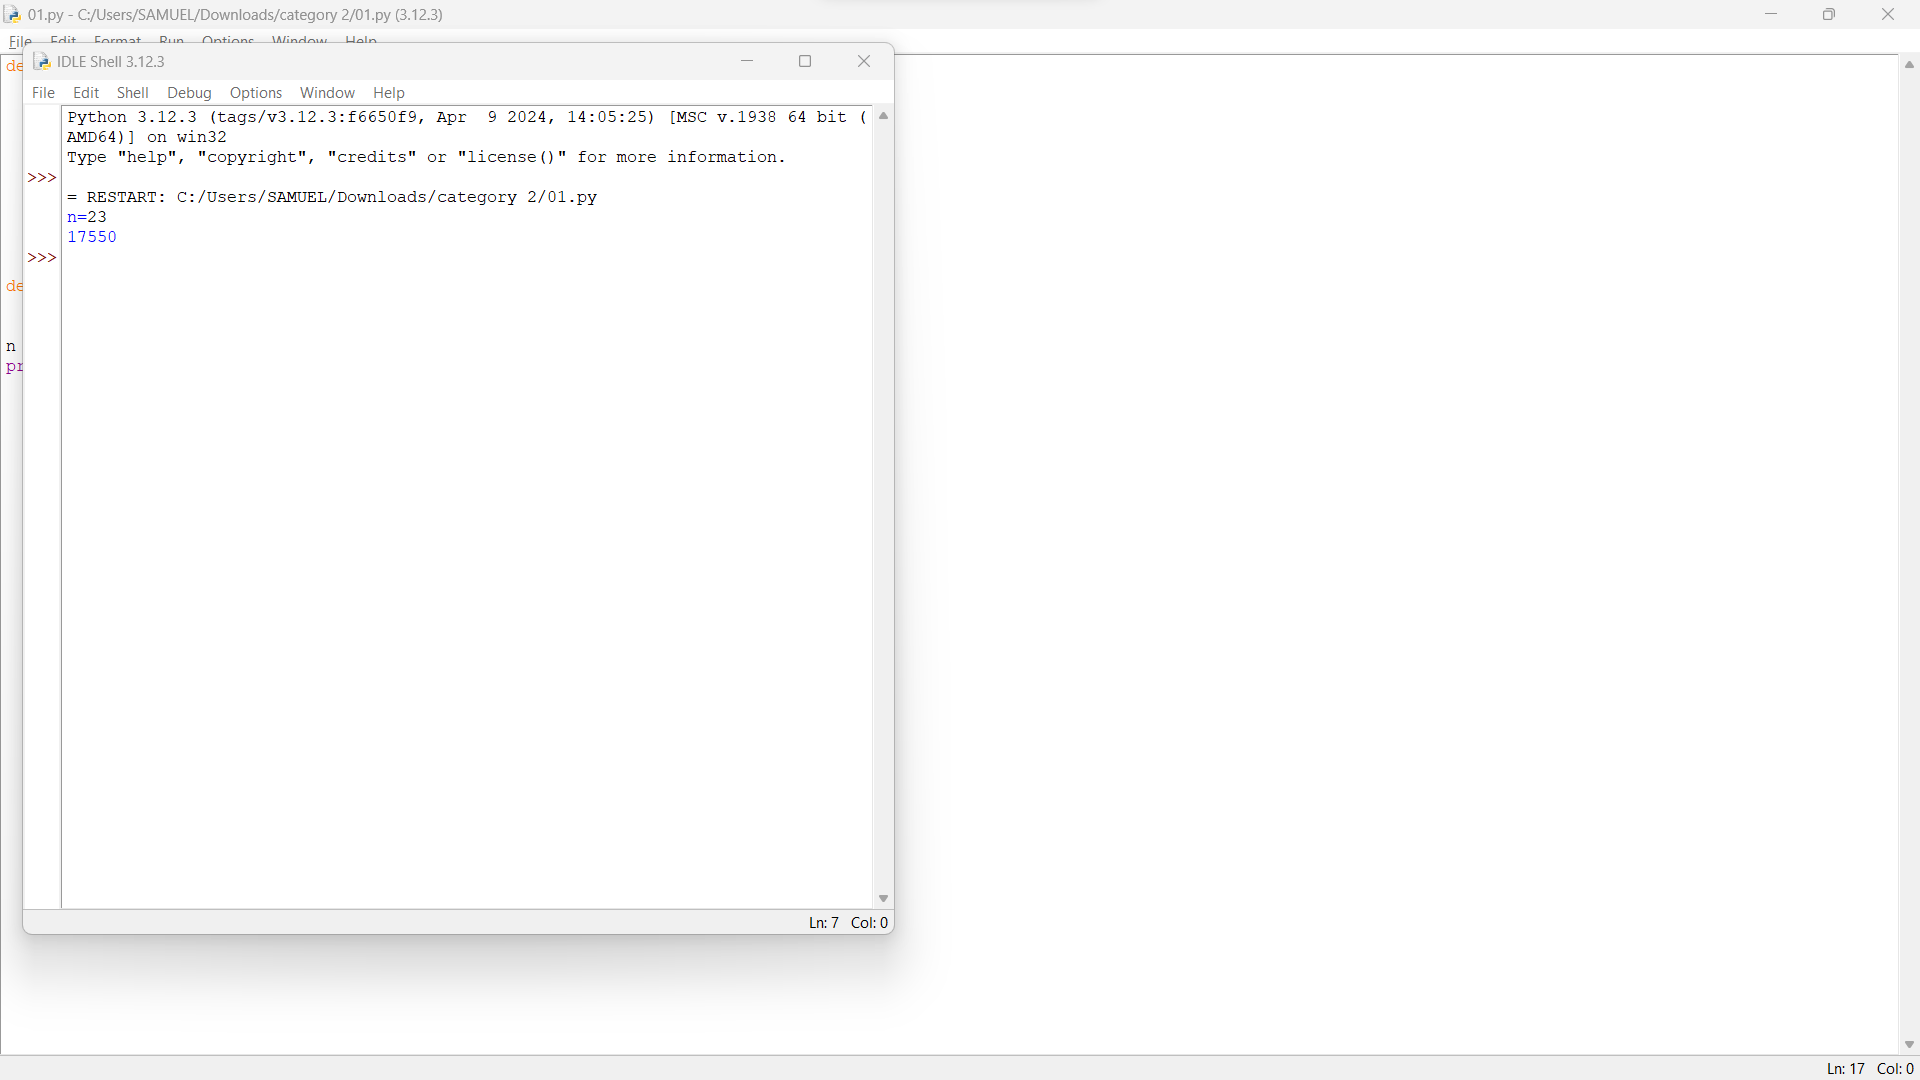 01.py - C:/Users/SAMUEL/Downloads/category 2/01.py (3.12.3)
File Edit Format Run Options Window Help
IDLE Shell 3.12.3
File Edit Shell Debug Options Window Help
Python 3.12.3 (tags/v3.12.3:f6650f9, Apr  9 2024, 14:05:25) [MSC v.1938 64 bit (
AMD64)] on win32
Type "help", "copyright", "credits" or "license()" for more information.
>>>
= RESTART: C:/Users/SAMUEL/Downloads/category 2/01.py
n=23
17550
>>>
de
de
n
pr
Ln: 7 Col: 0
Ln: 17 Col: 0